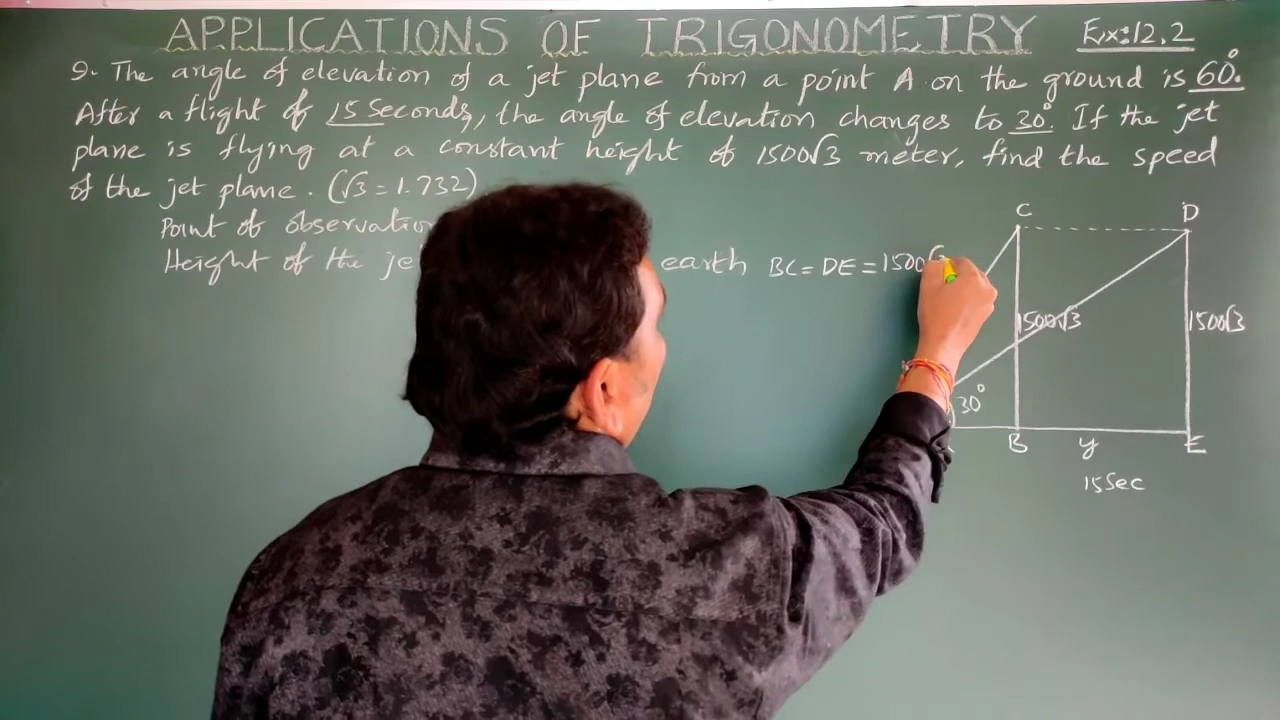 APPLICATIONS OF TRIGONOMETRY Ex:12.2
9. The angle of elevation of a jet plane from a point A on the ground is 60°.
After a flight of 15 Seconds, the angle of elevation changes to 30°. If the jet
plane is flying at a constant height of 1500√3 meter, find the speed
of the jet plane. (√3 = 1.732)
Point of observation
Height of the je earth BC = DE = 1500√
C D
1500√3 1500√3
30°
B y E
15 Sec